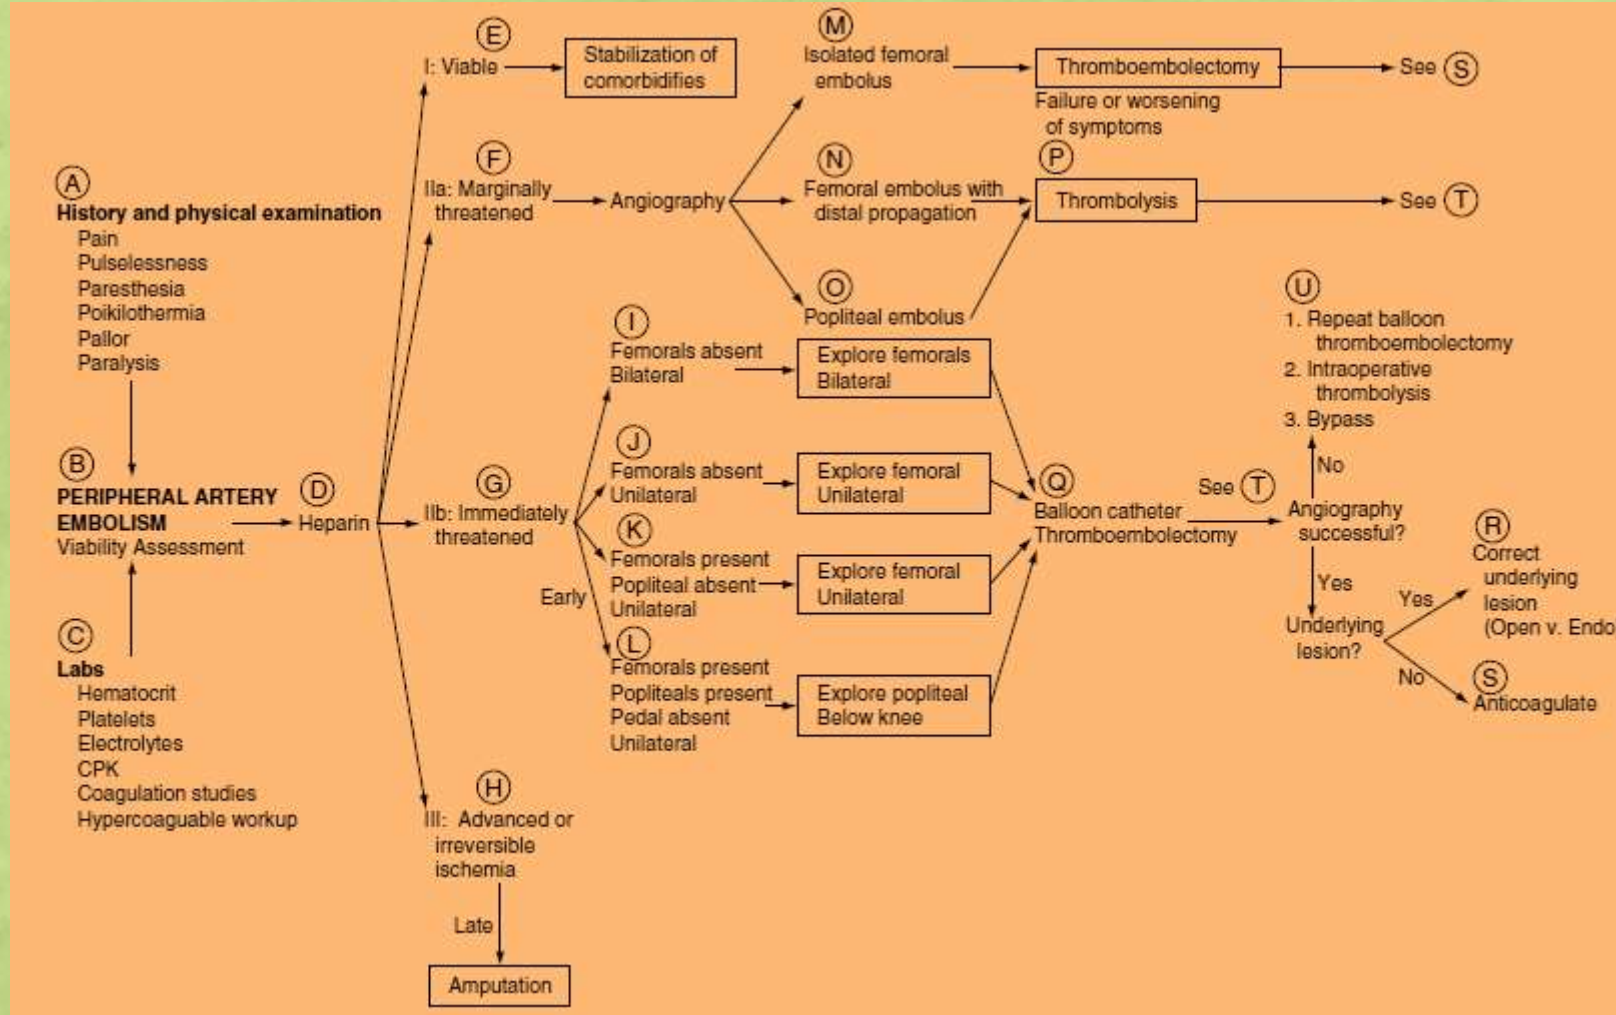 A
History and physical examination
Pain
Pulselessness
Paresthesia
Poikilothermia
Pallor
Paralysis
B
PERIPHERAL ARTERY
EMBOLISM
Viability Assessment
C
Labs
Hematocrit
Platelets
Electrolytes
CPK
Coagulation studies
Hypercoaguable workup
D
Heparin
E
I: Viable
Stabilization of
comorbidifies
F
IIa: Marginally
threatened
Angiography
G
IIb: Immediately
threatened
Early
H
III: Advanced or
irreversible
ischemia
Late
Amputation
I
Femorals absent
Bilateral
Explore femorals
Bilateral
J
Femorals absent
Unilateral
Explore femoral
Unilateral
K
Femorals present
Popliteal absent
Unilateral
Explore femoral
Unilateral
L
Femorals present
Popliteals present
Pedal absent
Unilateral
Explore popliteal
Below knee
M
Isolated femoral
embolus
Thromboembolectomy
See S
Failure or worsening
of symptoms
N
Femoral embolus with
distal propagation
P
Thrombolysis
See T
O
Popliteal embolus
Q
Balloon catheter
Thromboembolectomy
See T
Angiography
successful?
No
U
1. Repeat balloon
thromboembolectomy
2. Intraoperative
thrombolysis
3. Bypass
Yes
Underlying
lesion?
Yes
R
Correct
underlying
lesion
(Open v. Endo
No
S
Anticoagulate